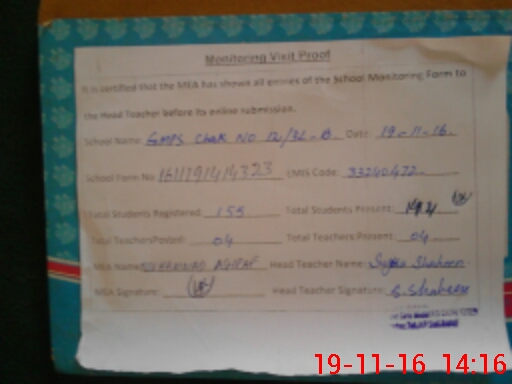 Monitoring Visit Proof
It is certified that the MEA has shown all entries of the School Monitoring Form to
the Head Teacher before its online submission.
School Name: GMPS Chak NO 12/3L-B Date: 19-11-16
School Form No. 1611191414323 EMIS Code: 33240472
Total Students Registered: 155 Total Students Present:
Total Teachers Posted: 04 Total Teachers Present: 04
MEA Name: Head Teacher Name: Shaheen
MEA Signature: Head Teacher Signature: S.Shaheen
19-11-16 14:16